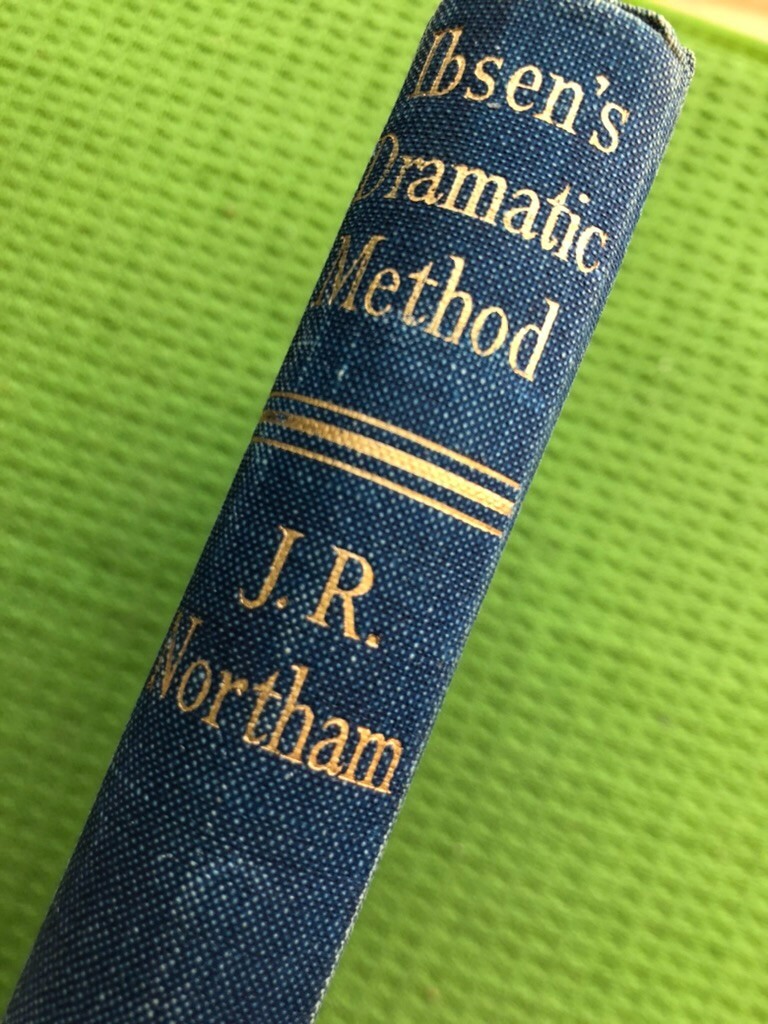 Ibsen's
Dramatic
Method
J. R.
Northam